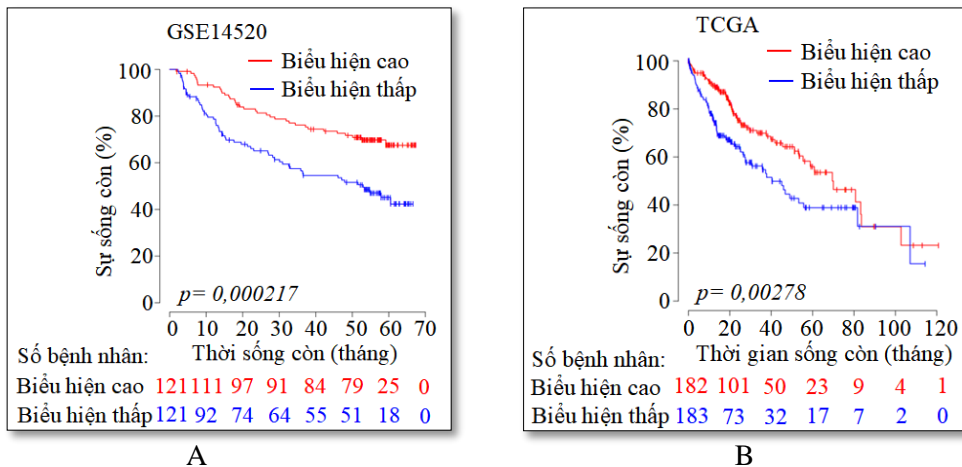 GSE14520
Biểu hiện cao
Biểu hiện thấp
Sự sống còn (%)
100
80
60
40
20
0
p= 0,000217
0 10 20 30 40 50 60 70
Thời sống còn (tháng)
Số bệnh nhân:
Biểu hiện cao 121 111 97 91 84 79 25 0
Biểu hiện thấp 121 92 74 64 55 51 18 0
A
TCGA
Biểu hiện cao
Biểu hiện thấp
Sự sống còn (%)
100
80
60
40
20
0
p= 0,00278
0 20 40 60 80 100 120
Thời gian sống còn (tháng)
Số bệnh nhân:
Biểu hiện cao 182 101 50 23 9 4 1
Biểu hiện thấp 183 73 32 17 7 2 0
B